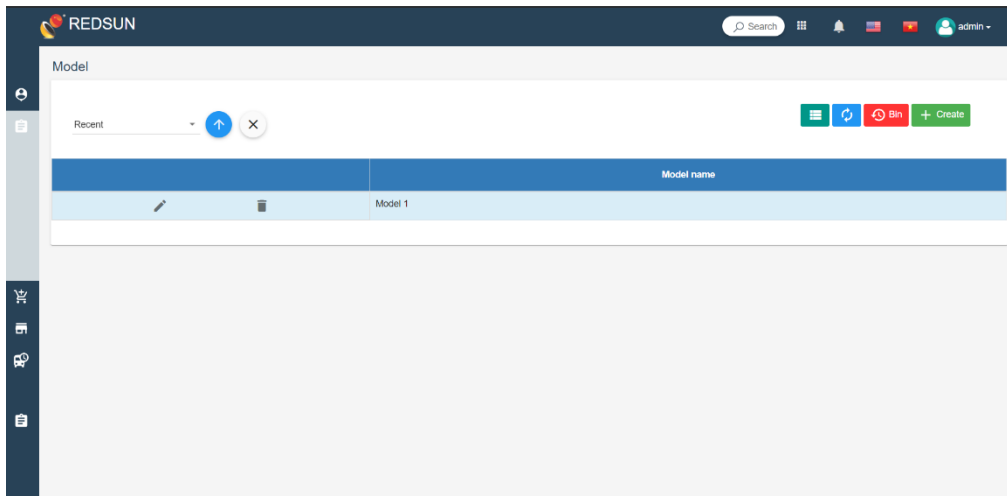 REDSUN
Search
admin
Model
Recent
Bin
Create
Model name
Model 1